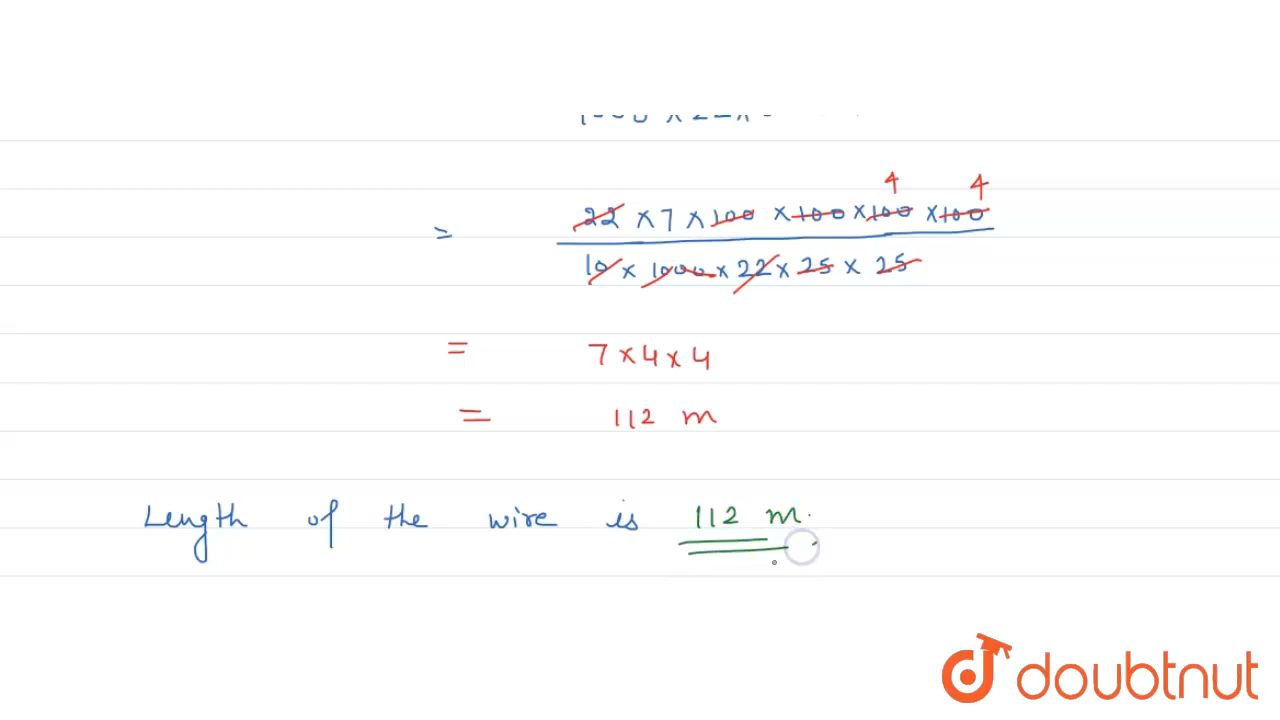 4 4
= 22 × 7 × 100 × 100 × 100 × 100
10 × 1000 × 22 × 25 × 25
= 7 × 4 × 4
= 112 m
Length of the wire is 112 m.
doubtnut